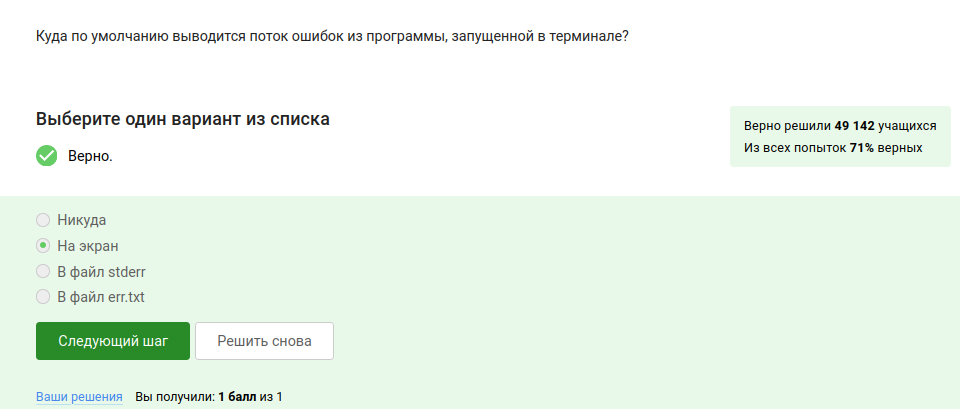 Куда по умолчанию выводится поток ошибок из программы, запущенной в терминале?
Выберите один вариант из списка
Верно.
Верно решили 49 142 учащихся
Из всех попыток 71% верных
Никуда
На экран
В файл stderr
В файл err.txt
Следующий шаг Решить снова
Ваши решения Вы получили: 1 балл из 1